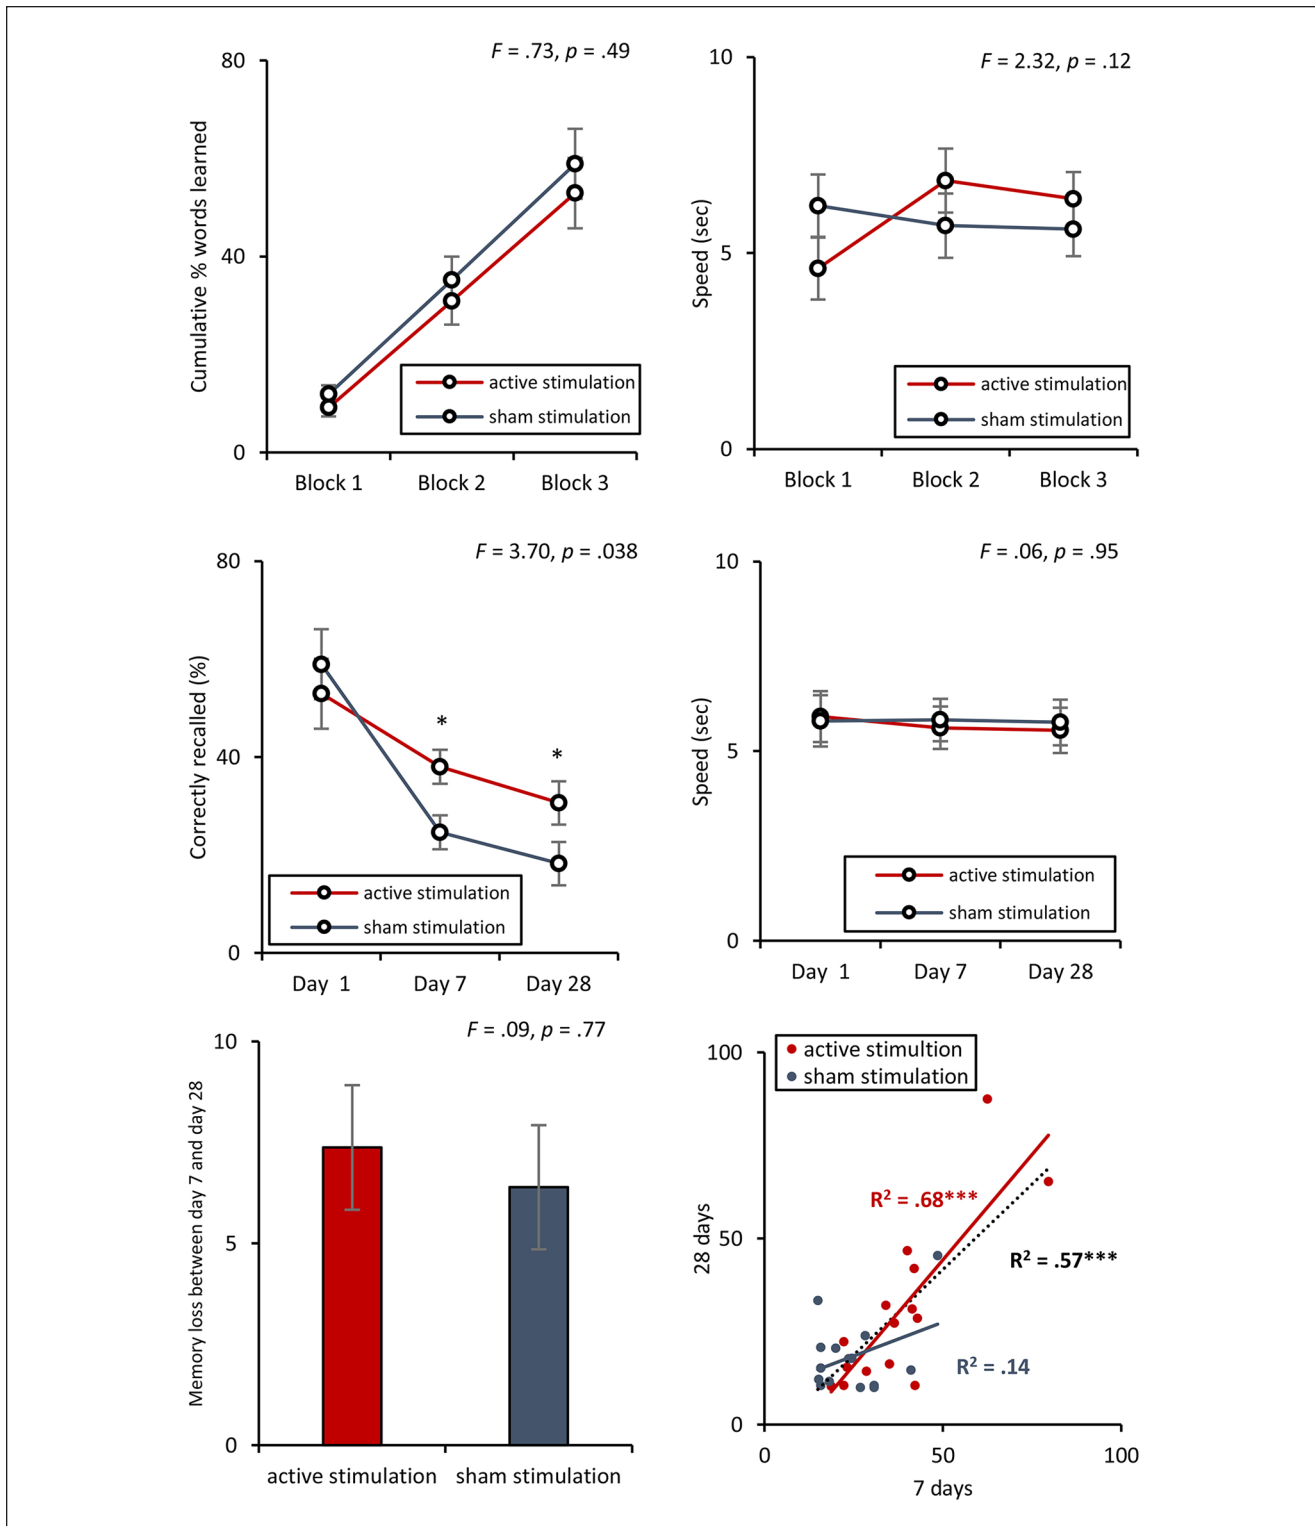 F = .73, p = .49
80
40
0
Cumulative % words learned
active stimulation
sham stimulation
Block 1 Block 2 Block 3
F = 2.32, p = .12
10
5
0
Speed (sec)
active stimulation
sham stimulation
Block 1 Block 2 Block 3
F = 3.70, p = .038
80
40
0
Correctly recalled (%)
*
*
active stimulation
sham stimulation
Day 1 Day 7 Day 28
F = .06, p = .95
10
5
0
Speed (sec)
active stimulation
sham stimulation
Day 1 Day 7 Day 28
F = .09, p = .77
10
5
0
Memory loss between day 7 and day 28
active stimulation sham stimulation
active stimultion
sham stimulation
100
50
0
28 days
R² = .68***
R² = .57***
R² = .14
0 50 100
7 days